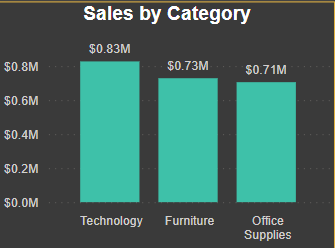 Sales by Category
$0.83M
$0.73M
$0.71M
$0.8M
$0.6M
$0.4M
$0.2M
$0.0M
Technology
Furniture
Office
Supplies